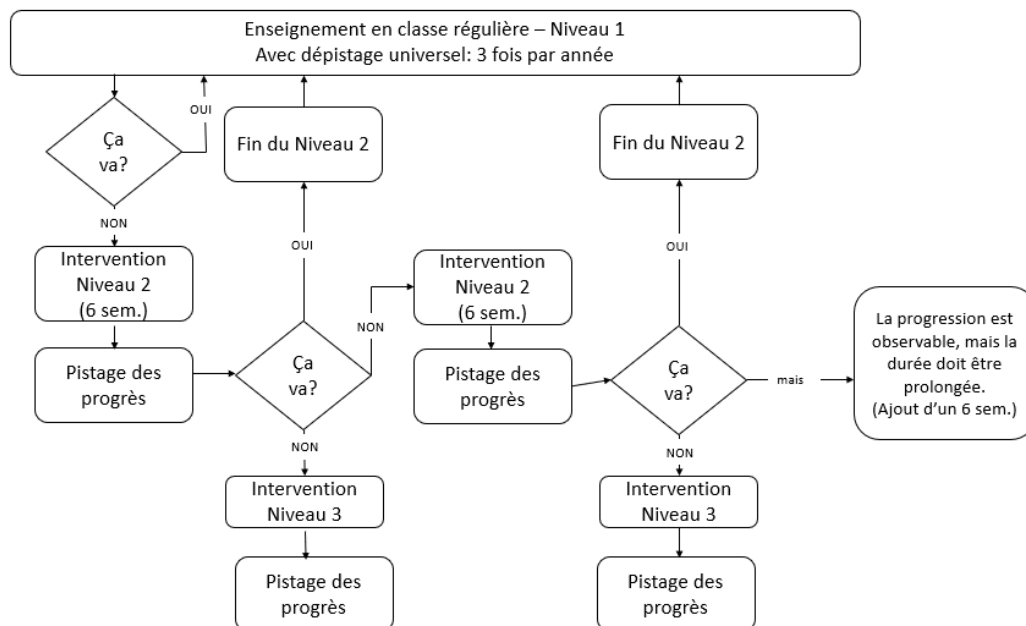 Enseignement en classe régulière – Niveau 1
Avec dépistage universel: 3 fois par année
Ça
va?
OUI
NON
Fin du Niveau 2
Fin du Niveau 2
Intervention
Niveau 2
(6 sem.)
Pistage des
progrès
Ça
va?
OUI
NON
NON
Intervention
Niveau 2
(6 sem.)
Pistage des
progrès
Ça
va?
OUI
mais
NON
La progression est
observable, mais la
durée doit être
prolongée.
(Ajout d’un 6 sem.)
Intervention
Niveau 3
Pistage des
progrès
Intervention
Niveau 3
Pistage des
progrès